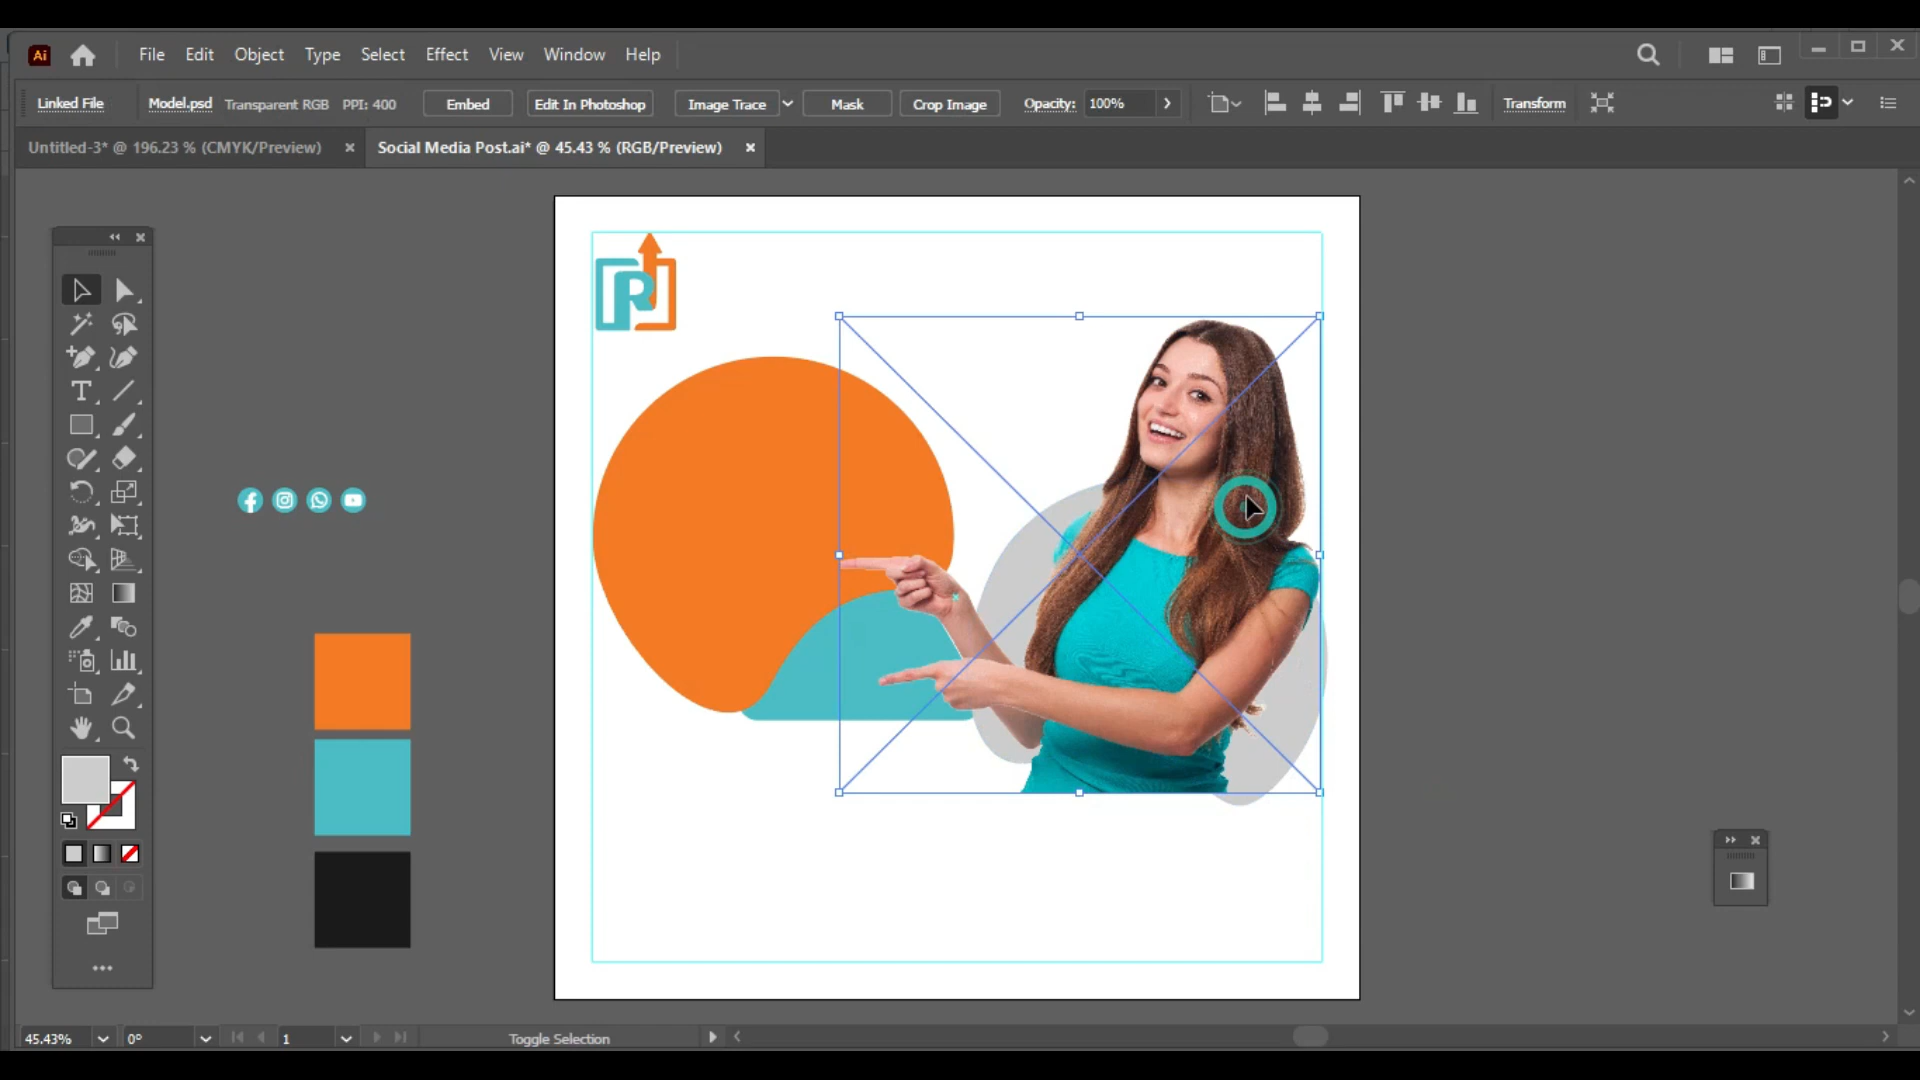 Ai File Edit Object Type Select Effect View Window Help
Linked File Model.psd Transparent RGB PPI: 400 Embed Edit In Photoshop Image Trace Mask Crop Image Opacity: 100% Transform
Untitled-3* @ 196.23 % (CMYK/Preview) Social Media Post.ai* @ 45.43 % (RGB/Preview)
R
T
45.43% 0° 1 Toggle Selection